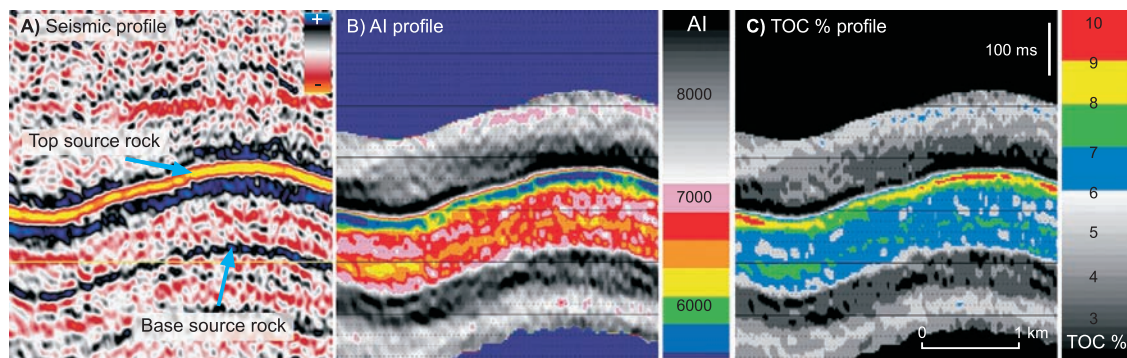 A) Seismic profile
+
-
Top source rock
Base source rock
B) AI profile
AI
8000
7000
6000
C) TOC % profile
100 ms
0 1 km
10
9
8
7
6
5
4
3
TOC %